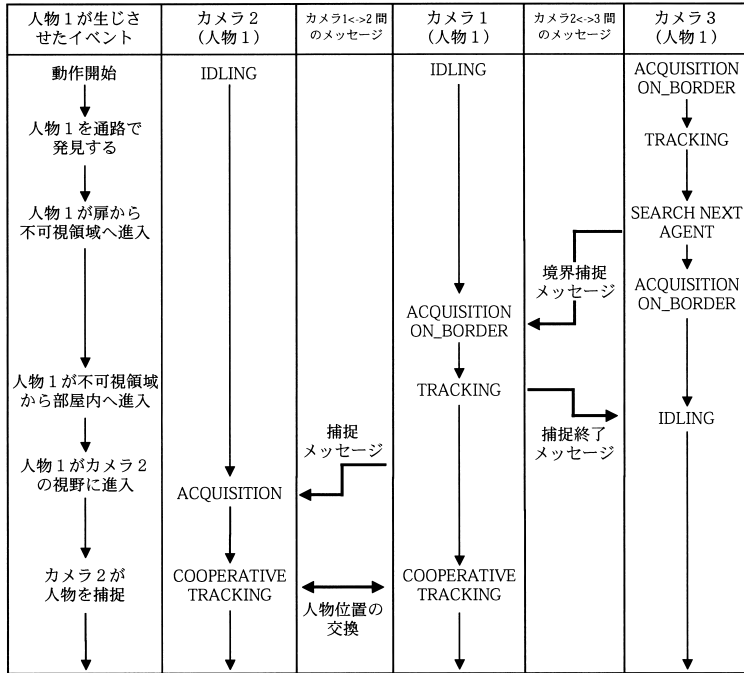 人物１が生じさ
せたイベント
カメラ２
（人物１）
カメラ1<->2 間
のメッセージ
カメラ１
（人物１）
カメラ2<->3 間
のメッセージ
カメラ３
（人物１）
動作開始
IDLING
IDLING
ACQUISITION
ON_BORDER
人物１を通路で
発見する
TRACKING
人物１が扉から
不可視領域へ進入
SEARCH NEXT
AGENT
境界捕捉
メッセージ
ACQUISITION
ON_BORDER
ACQUISITION
ON_BORDER
人物１が不可視領域
から部屋内へ進入
TRACKING
IDLING
捕捉終了
メッセージ
捕捉
メッセージ
人物１がカメラ２
の視野に進入
ACQUISITION
カメラ２が
人物を捕捉
COOPERATIVE
TRACKING
人物位置の
交換
COOPERATIVE
TRACKING